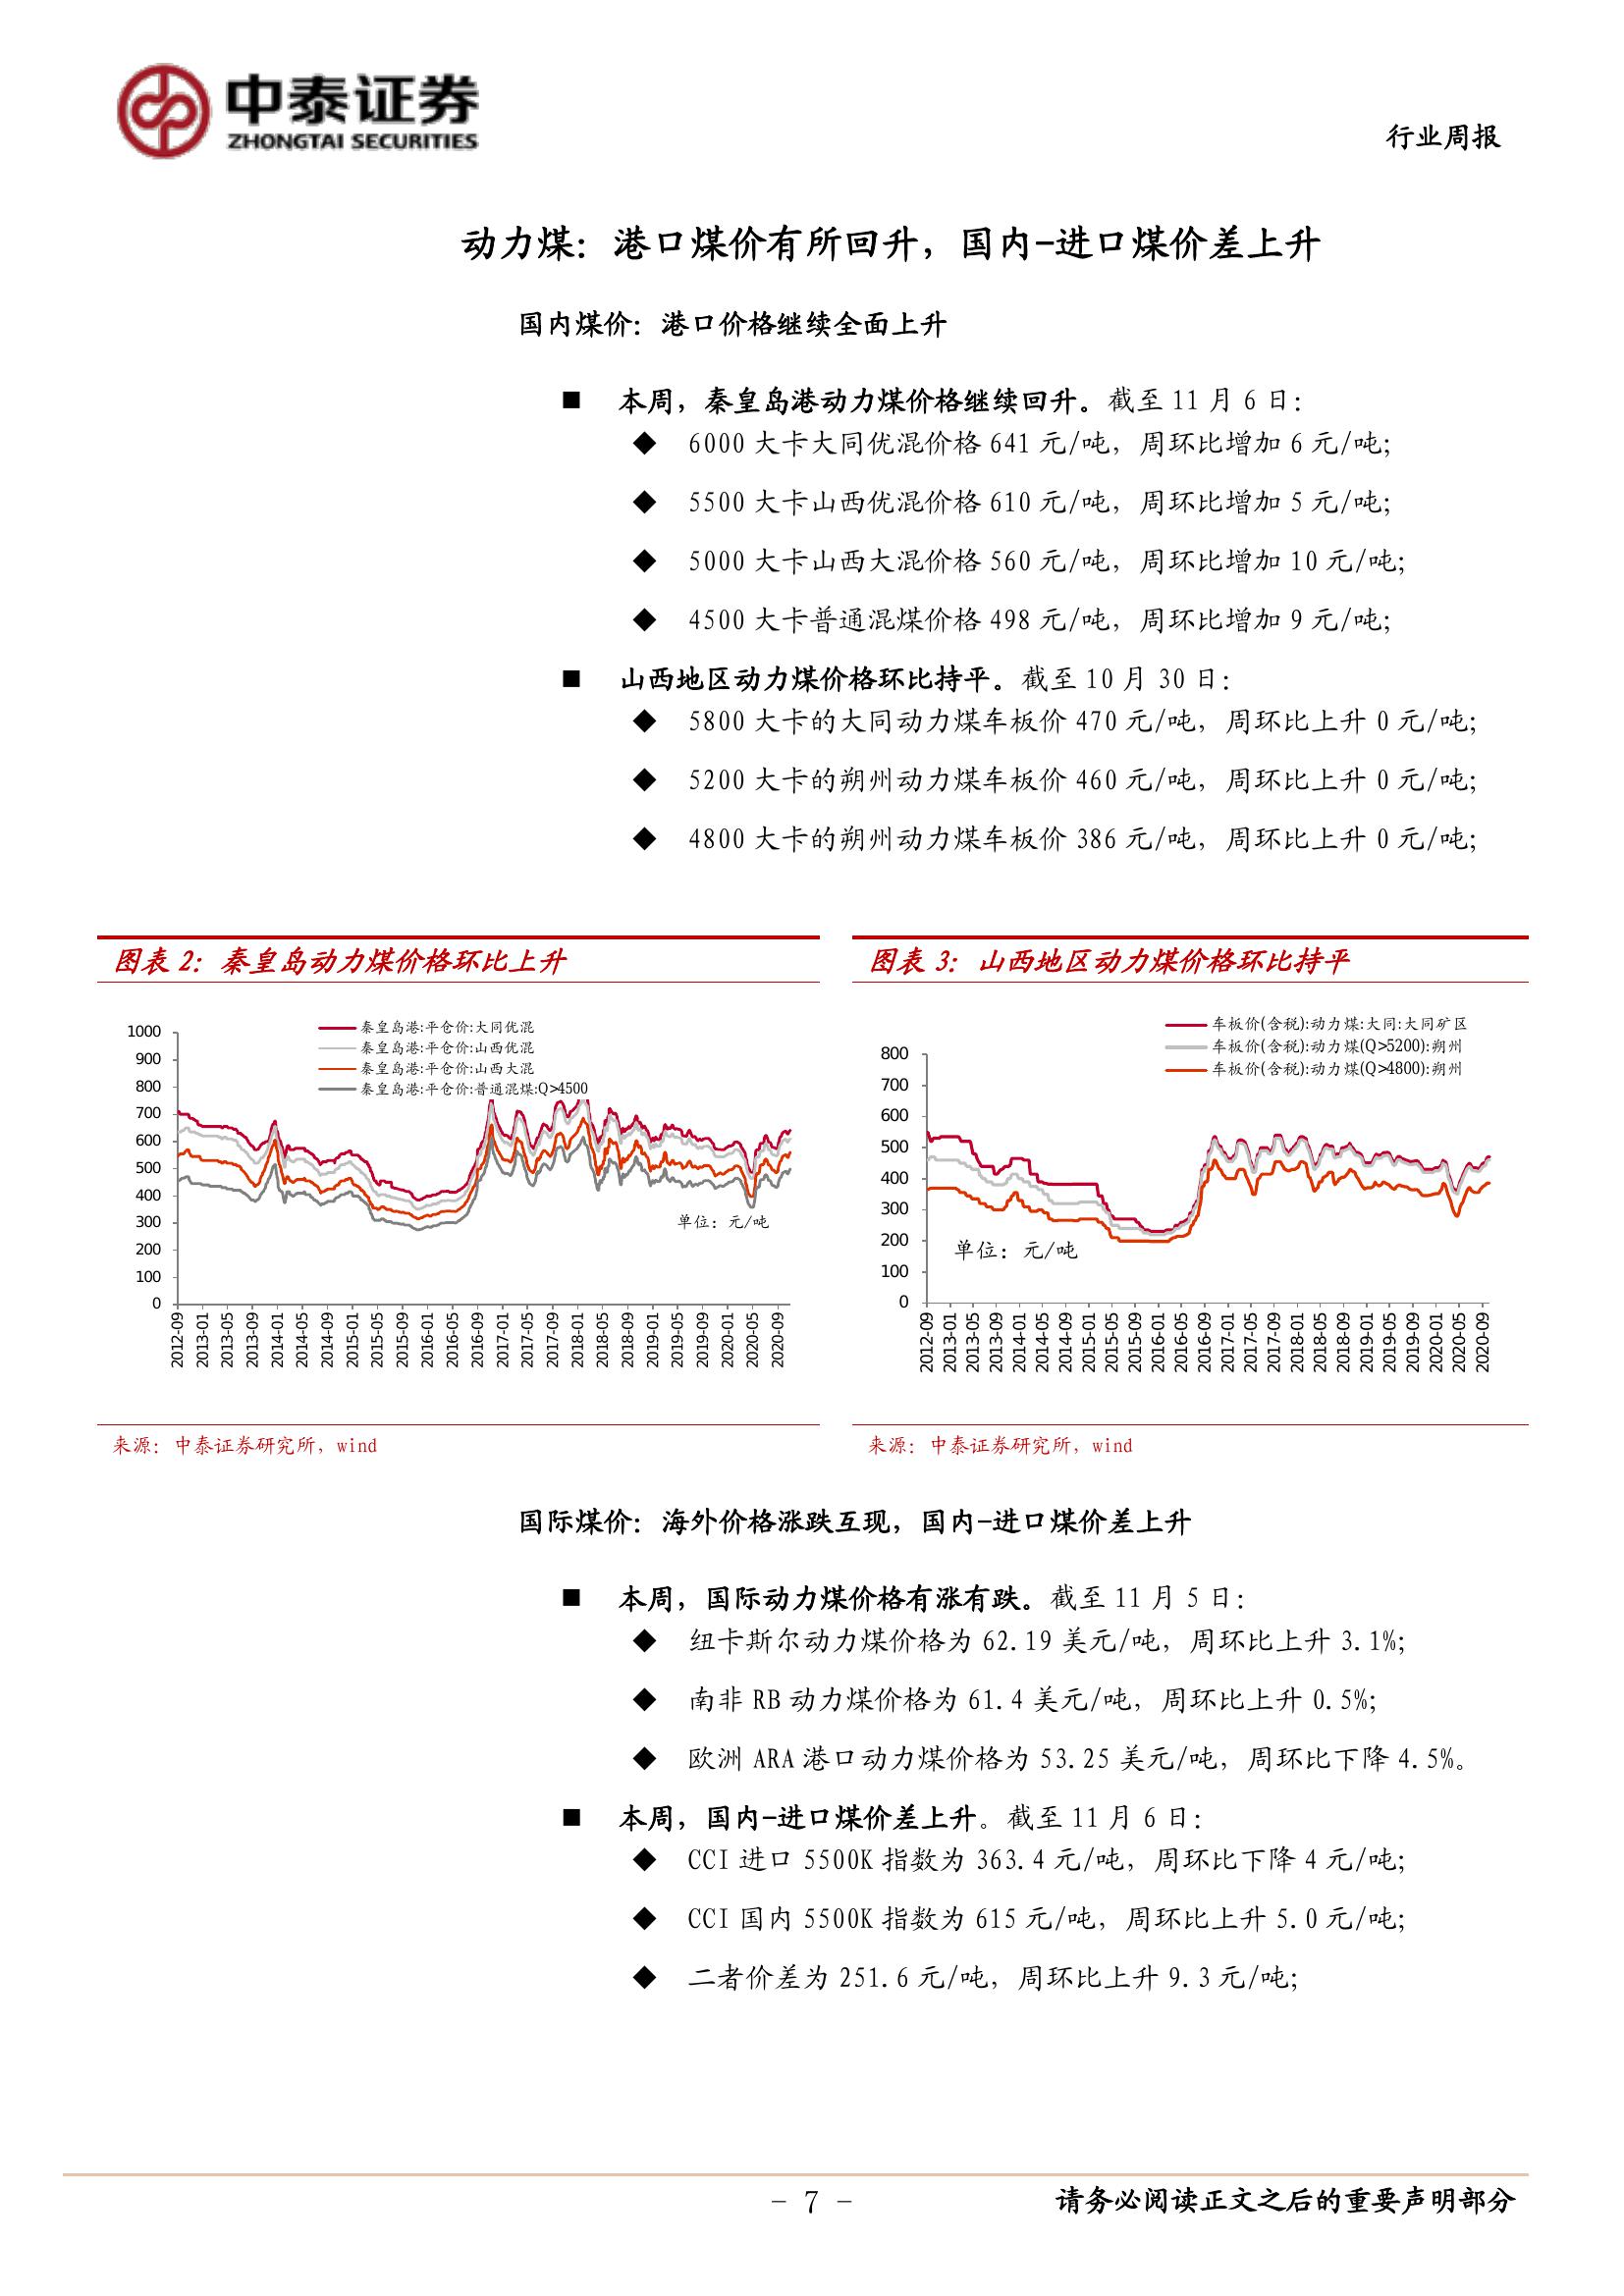 中泰证券
ZHONGTAI SECURITIES
行业周报
动力煤：港口煤价有所回升，国内-进口煤价差上升
国内煤价：港口价格继续全面上升
■ 本周，秦皇岛港动力煤价格继续回升。截至 11 月 6 日：
◆ 6000 大卡大同优混价格 641 元/吨，周环比增加 6 元/吨；
◆ 5500 大卡山西优混价格 610 元/吨，周环比增加 5 元/吨；
◆ 5000 大卡山西大混价格 560 元/吨，周环比增加 10 元/吨；
◆ 4500 大卡普通混煤价格 498 元/吨，周环比增加 9 元/吨；
■ 山西地区动力煤价格环比持平。截至 10 月 30 日：
◆ 5800 大卡的大同动力煤车板价 470 元/吨，周环比上升 0 元/吨；
◆ 5200 大卡的朔州动力煤车板价 460 元/吨，周环比上升 0 元/吨；
◆ 4800 大卡的朔州动力煤车板价 386 元/吨，周环比上升 0 元/吨；
图表 2：秦皇岛动力煤价格环比上升
秦皇岛港:平仓价:大同优混
秦皇岛港:平仓价:山西优混
秦皇岛港:平仓价:山西大混
秦皇岛港:平仓价:普通混煤:Q>4500
1000
900
800
700
600
500
400
300
200
100
0
单位：元/吨
2012-09 2013-01 2013-05 2013-09 2014-01 2014-05 2014-09 2015-01 2015-05 2015-09 2016-01 2016-05 2016-09 2017-01 2017-05 2017-09 2018-01 2018-05 2018-09 2019-01 2019-05 2019-09 2020-01 2020-05 2020-09
来源：中泰证券研究所，wind
图表 3：山西地区动力煤价格环比持平
车板价(含税):动力煤:大同:大同矿区
车板价(含税):动力煤(Q>5200):朔州
车板价(含税):动力煤(Q>4800):朔州
800
700
600
500
400
300
200
100
0
单位：元/吨
2012-09 2013-01 2013-05 2013-09 2014-01 2014-05 2014-09 2015-01 2015-05 2015-09 2016-01 2016-05 2016-09 2017-01 2017-05 2017-09 2018-01 2018-05 2018-09 2019-01 2019-05 2019-09 2020-01 2020-05 2020-09
来源：中泰证券研究所，wind
国际煤价：海外价格涨跌互现，国内-进口煤价差上升
■ 本周，国际动力煤价格有涨有跌。截至 11 月 5 日：
◆ 纽卡斯尔动力煤价格为 62.19 美元/吨，周环比上升 3.1%；
◆ 南非 RB 动力煤价格为 61.4 美元/吨，周环比上升 0.5%；
◆ 欧洲 ARA 港口动力煤价格为 53.25 美元/吨，周环比下降 4.5%。
■ 本周，国内-进口煤价差上升。截至 11 月 6 日：
◆ CCI 进口 5500K 指数为 363.4 元/吨，周环比下降 4 元/吨；
◆ CCI 国内 5500K 指数为 615 元/吨，周环比上升 5.0 元/吨；
◆ 二者价差为 251.6 元/吨，周环比上升 9.3 元/吨；
- 7 -
请务必阅读正文之后的重要声明部分